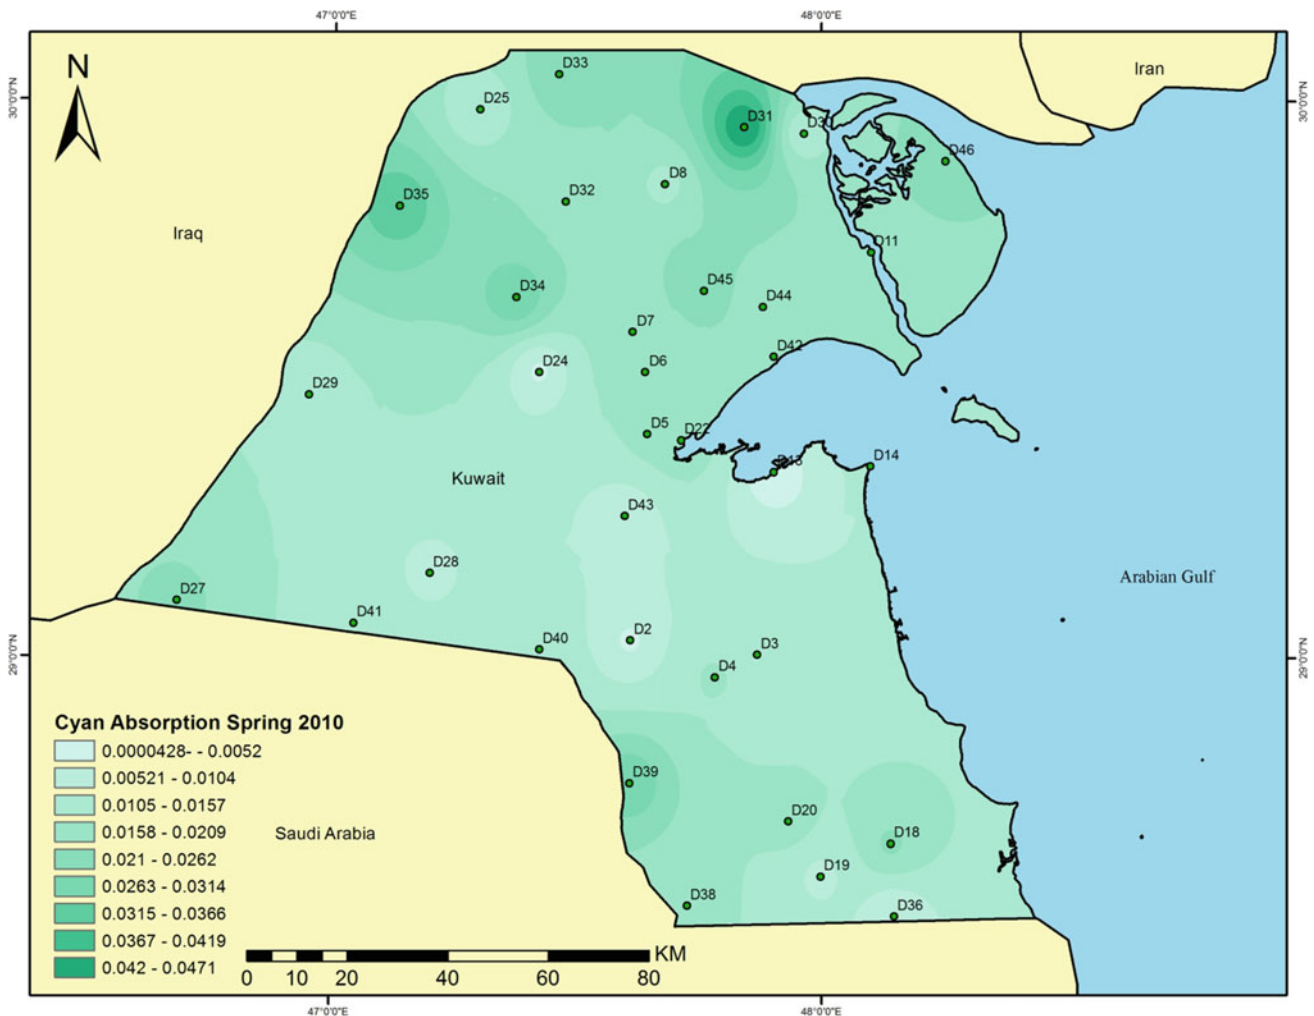 47°0'0"E
48°0'0"E
N
Iran
30°0'0"N
30°0'0"N
D33
D25
D31
D30
D46
D8
D35
D32
Iraq
D11
D45
D34
D44
D7
D42
D24
D6
D29
D5
D22
D14
D13
Kuwait
D43
D28
Arabian Gulf
D27
D41
D2
D40
D3
29°0'0"N
29°0'0"N
D4
Cyan Absorption Spring 2010
0.0000428- - 0.0052
0.00521 - 0.0104
D39
0.0105 - 0.0157
D20
0.0158 - 0.0209
Saudi Arabia
D18
0.021 - 0.0262
D19
0.0263 - 0.0314
D38
D36
0.0315 - 0.0366
0.0367 - 0.0419
0.042 - 0.0471
KM
0 10 20 40 60 80
47°0'0"E
48°0'0"E